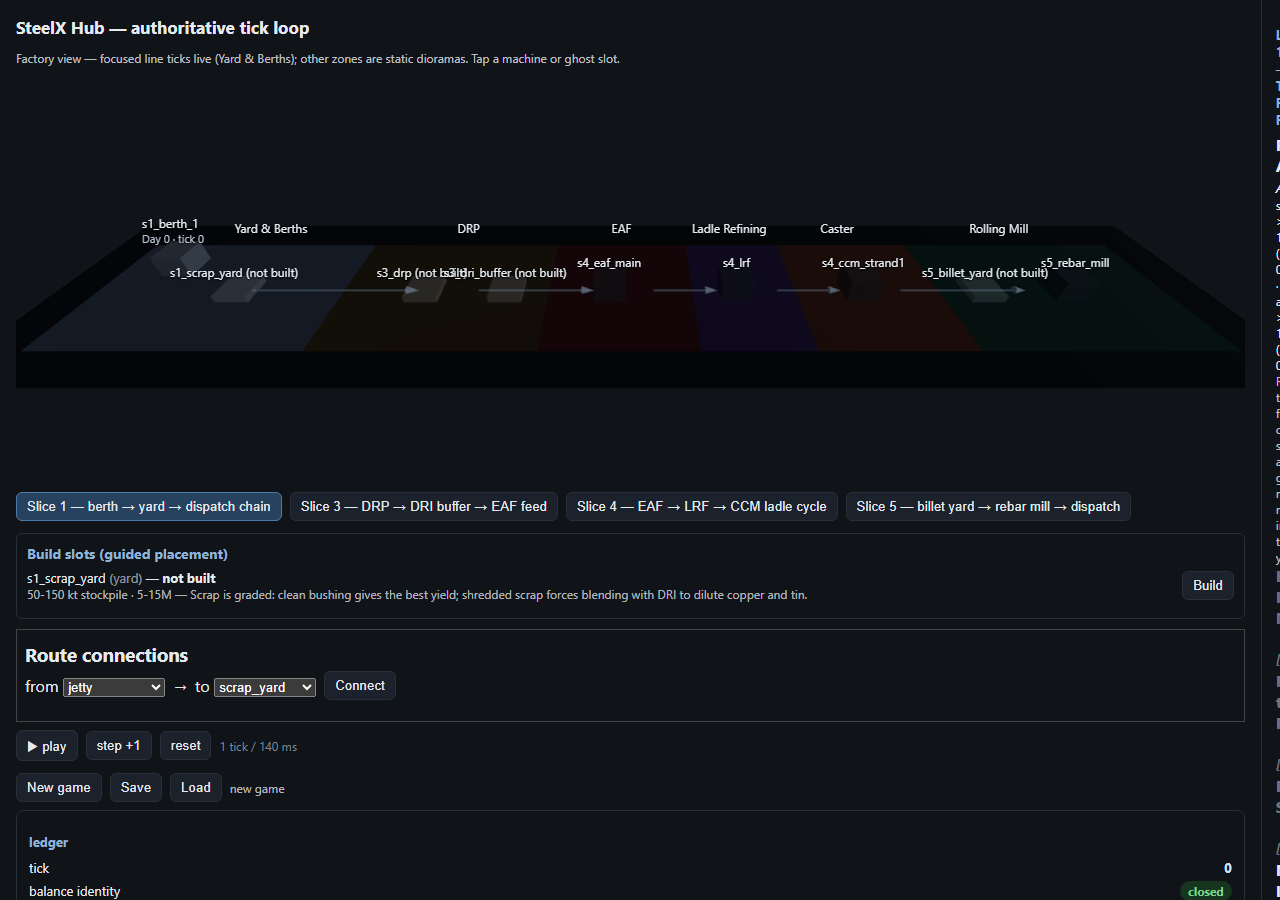 SteelX Hub — authoritative tick loop
Factory view — focused line ticks live (Yard & Berths); other zones are static dioramas. Tap a machine or ghost slot.
s1_berth_1
Day 0 · tick 0
Yard & Berths
DRP
EAF
Ladle Refining
Caster
Rolling Mill
s1_scrap_yard (not built)
s3_drp (not built)
s3_dri_buffer (not built)
s4_eaf_main
s4_lrf
s4_ccm_strand1
s5_billet_yard (not built)
s5_rebar_mill
Slice 1 — berth → yard → dispatch chain
Slice 3 — DRP → DRI buffer → EAF feed
Slice 4 — EAF → LRF → CCM ladle cycle
Slice 5 — billet yard → rebar mill → dispatch
Build slots (guided placement)
s1_scrap_yard (yard) — not built
50-150 kt stockpile · 5-15M — Scrap is graded: clean bushing gives the best yield; shredded scrap forces blending with DRI to dilute copper and tin.
Build
Route connections
from jetty → to scrap_yard Connect
▶ play step +1 reset 1 tick / 140 ms
New game Save Load new game
ledger
tick 0
balance identity closed